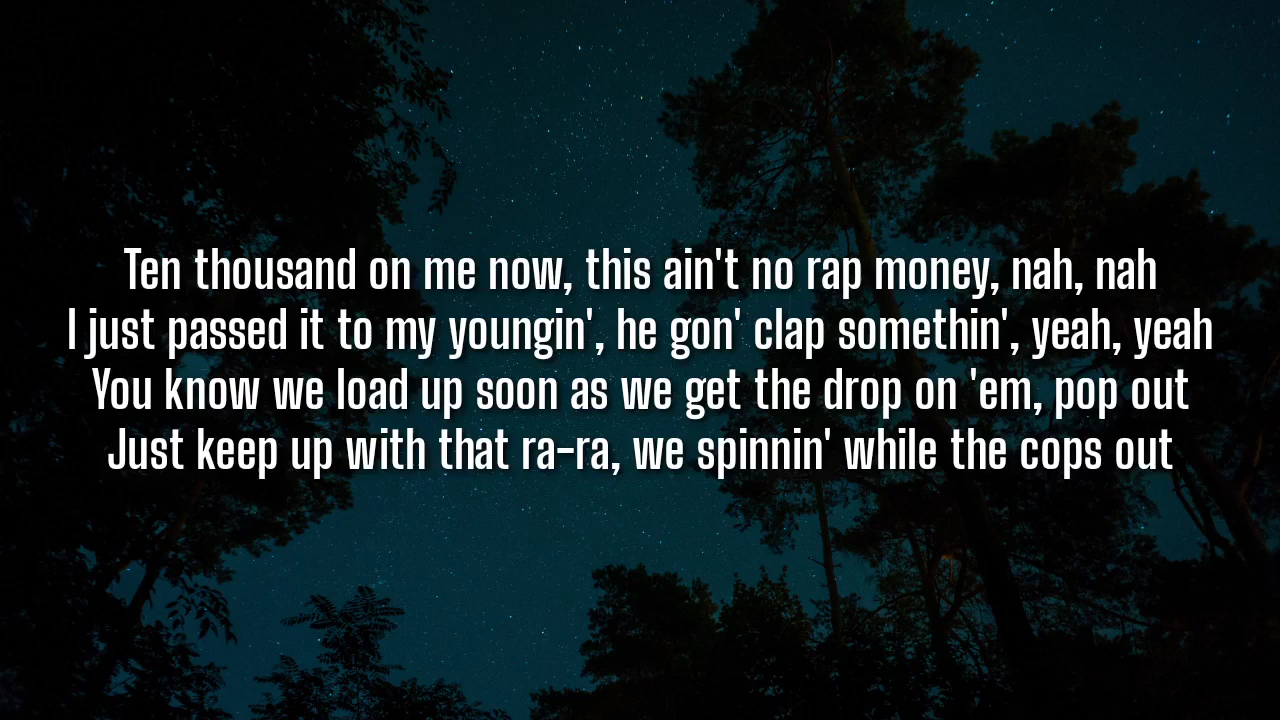 Ten thousand on me now, this ain't no rap money, nah, nah
I just passed it to my youngin', he gon' clap somethin', yeah, yeah
You know we load up soon as we get the drop on 'em, pop out
Just keep up with that ra-ra, we spinnin' while the cops out